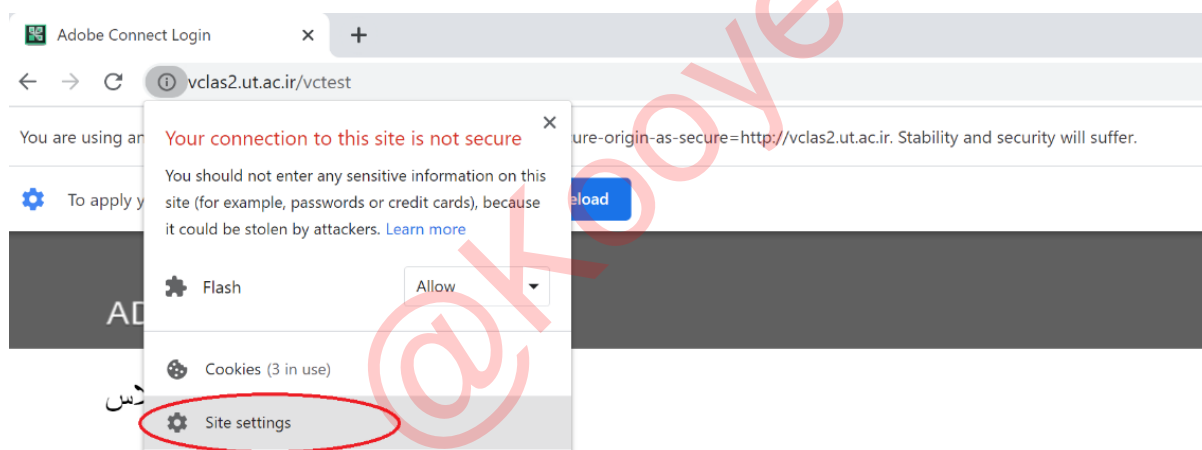 Adobe Connect Login
vclas2.ut.ac.ir/vctest
You are using an
ure-origin-as-secure=http://vclas2.ut.ac.ir. Stability and security will suffer.
Your connection to this site is not secure
You should not enter any sensitive information on this
site (for example, passwords or credit cards), because
it could be stolen by attackers. Learn more
To apply y
eload
Flash
Allow
AD
Cookies (3 in use)
لاس
Site settings
@kooye